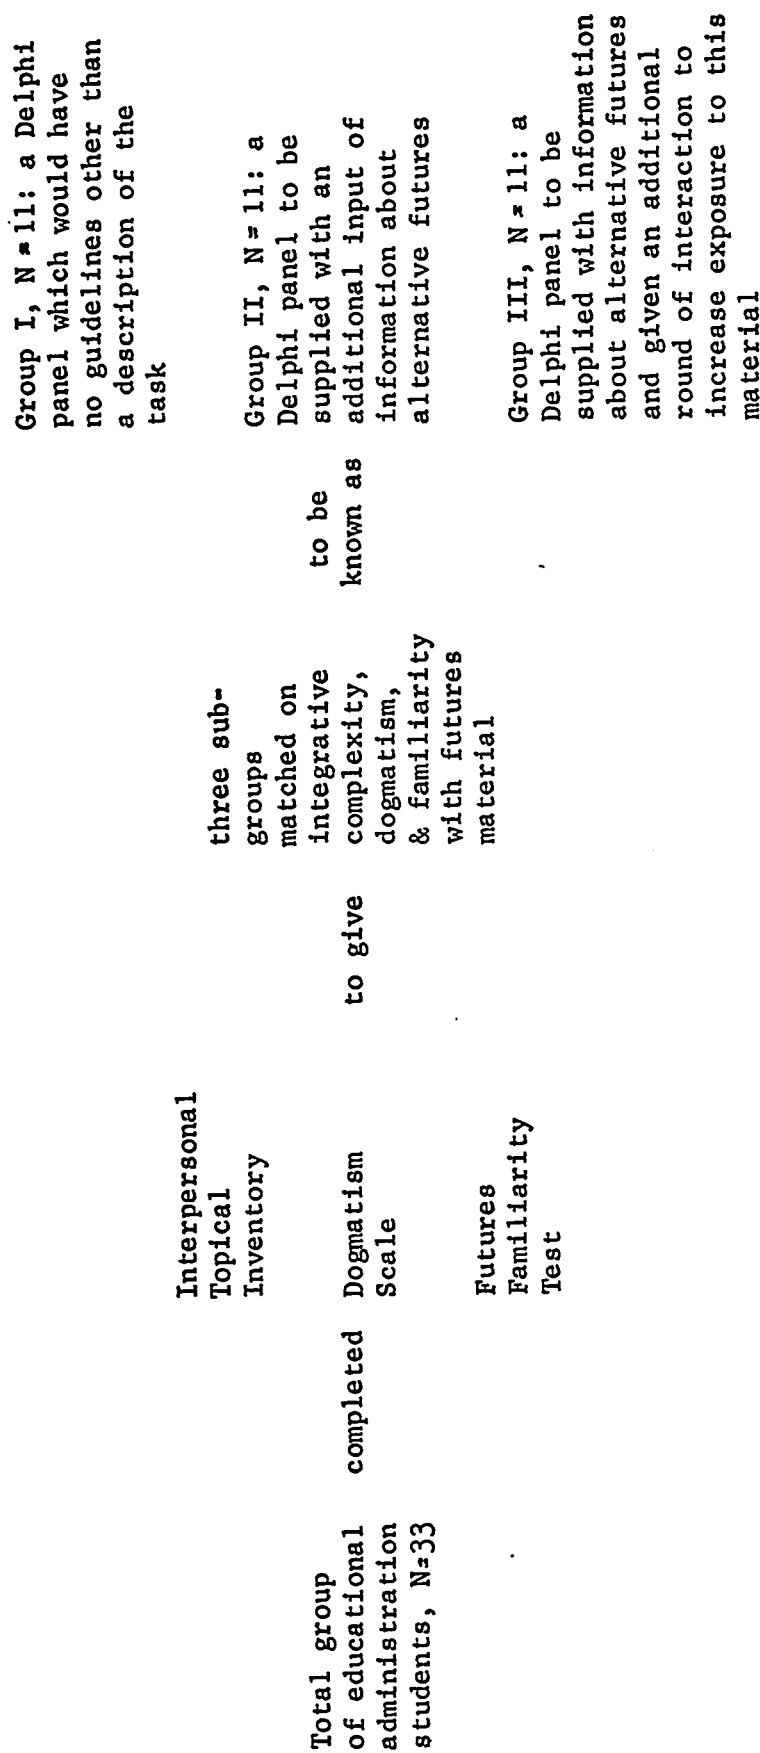 Total group
of educational
administration
students, N=33
completed
Interpersonal
Topical
Inventory
Dogmatism
Scale
Futures
Familiarity
Test
to give
three sub-
groups
matched on
integrative
complexity,
dogmatism,
& familiarity
with futures
material
to be
known as
Group I, N=11: a Delphi
panel which would have
no guidelines other than
a description of the
task
Group II, N=11: a
Delphi panel to be
supplied with an
additional input of
information about
alternative futures
Group III, N=11: a
Delphi panel to be
supplied with information
about alternative futures
and given an additional
round of interaction to
increase exposure to this
material